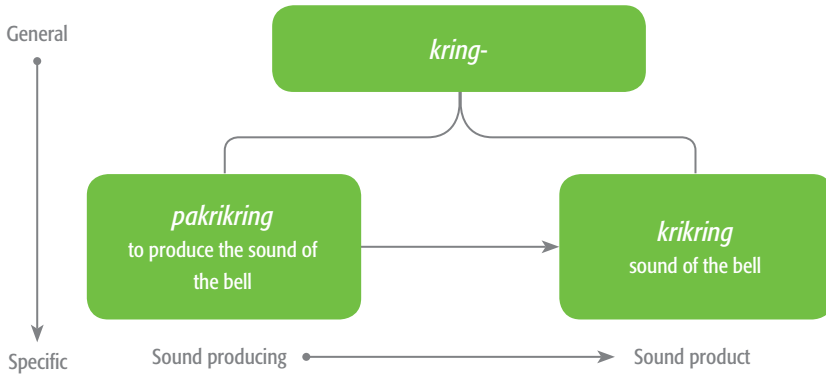 General
kring-
pakrikring
to produce the sound of
the bell
krikring
sound of the bell
Specific
Sound producing
Sound product